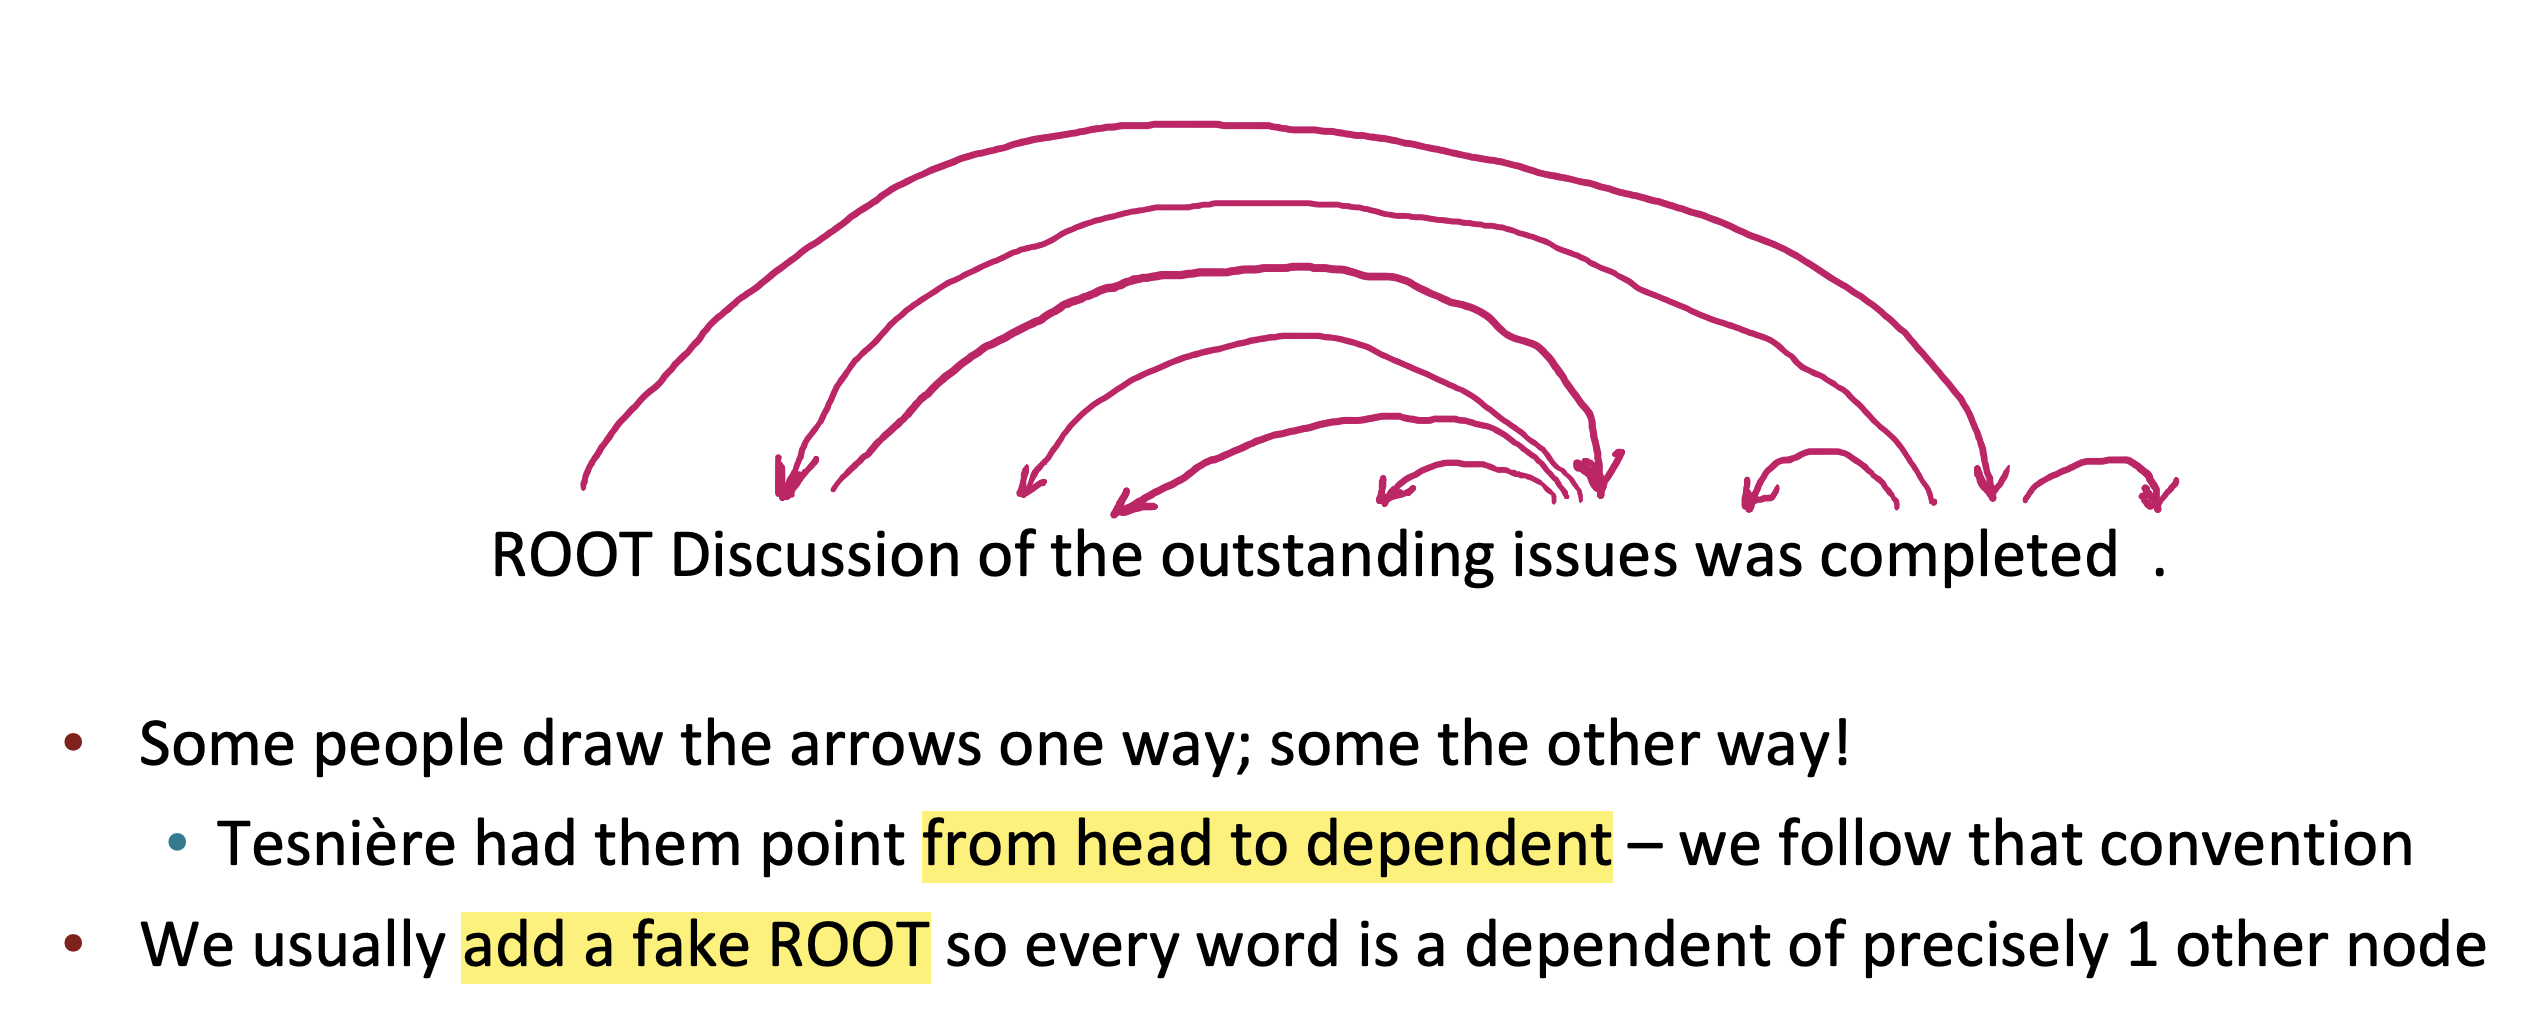 ROOT Discussion of the outstanding issues was completed .
• Some people draw the arrows one way; some the other way!
• Tesnière had them point from head to dependent – we follow that convention
• We usually add a fake ROOT so every word is a dependent of precisely 1 other node